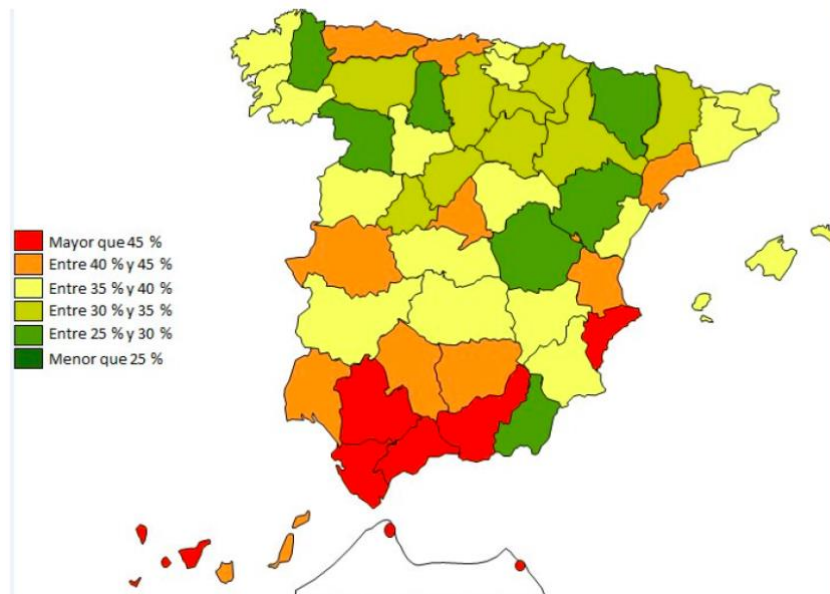 Mayor que 45 %
Entre 40 % y 45 %
Entre 35 % y 40 %
Entre 30 % y 35 %
Entre 25 % y 30 %
Menor que 25 %